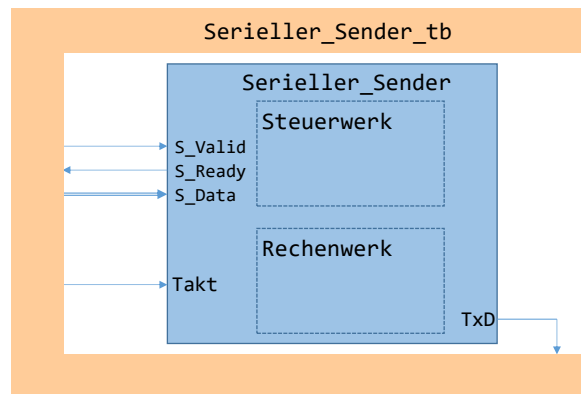 Serieller_Sender_tb
Serieller_Sender
Steuerwerk
S_Valid
S_Ready
S_Data
Rechenwerk
Takt
TxD